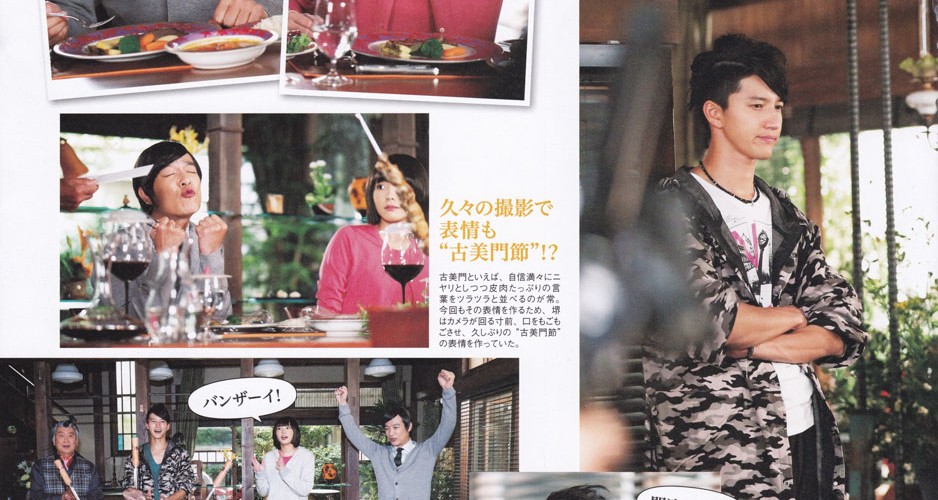 久々の撮影で
表情も
“古美門節”!?
古美門といえば、自信満々にニ
ヤリとしつつ皮肉たっぷりの言
葉をツラツラと並べるのが常。
今回もその表情を作るため、堺
はカメラが回る寸前、口をもご
もごさせ、久しぶりの“古美門節”
の表情を作っていた。
バンザーイ!